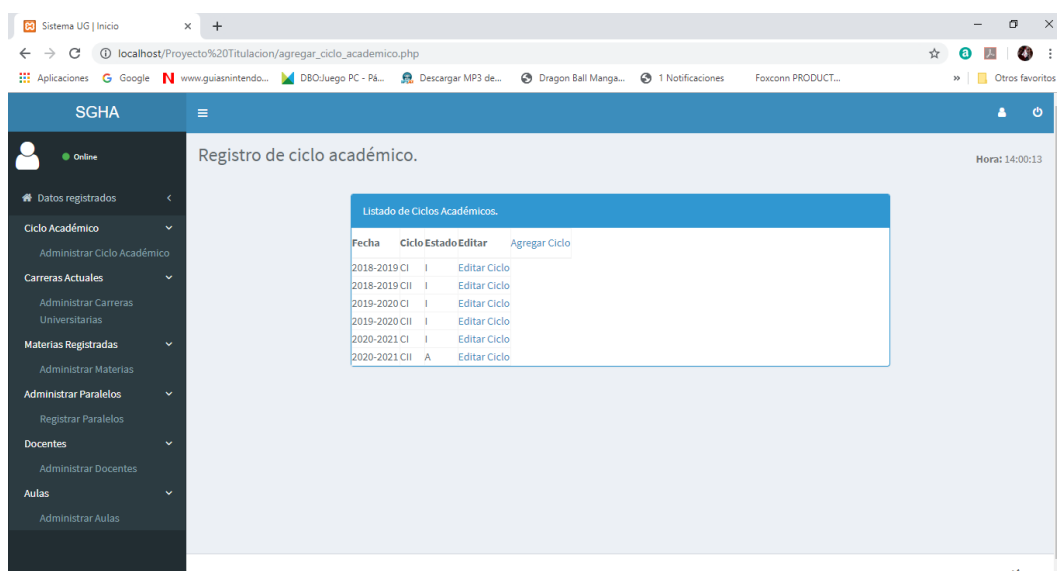 Sistema UG | Inicio
localhost/Proyecto%20Titulacion/agregar_ciclo_academico.php
Aplicaciones Google www.guiasnintendo... DBO:Juego PC - Pá... Descargar MP3 de... Dragon Ball Manga... 1 Notificaciones Foxconn PRODUCT... » Otros favoritos
SGHA
Online
Registro de ciclo académico.
Hora: 14:00:13
Datos registrados
Ciclo Académico
Administrar Ciclo Académico
Carreras Actuales
Administrar Carreras
Universitarias
Materias Registradas
Administrar Materias
Administrar Paralelos
Registrar Paralelos
Docentes
Administrar Docentes
Aulas
Administrar Aulas
Listado de Ciclos Académicos.
Fecha Ciclo Estado Editar Agregar Ciclo
2018-2019 CI I Editar Ciclo
2018-2019 CII I Editar Ciclo
2019-2020 CI I Editar Ciclo
2019-2020 CII I Editar Ciclo
2020-2021 CI I Editar Ciclo
2020-2021 CII A Editar Ciclo